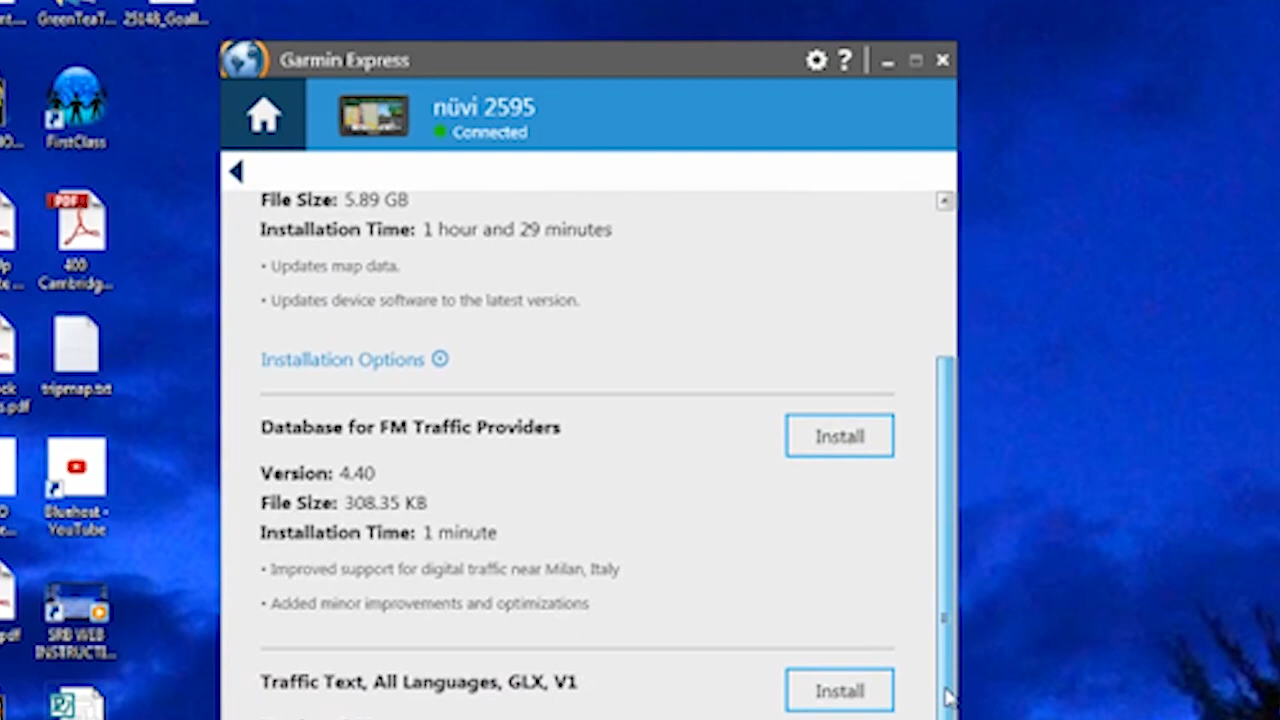 GreenTeaT... 25148_Goall...
Garmin Express
?
nüvi 2595
Connected
FirstClass
File Size: 5.89 GB
Installation Time: 1 hour and 29 minutes
• Updates map data.
• Updates device software to the latest version.
PDF
400
Cambridg...
Installation Options
tripmap.txt
.pdf
Database for FM Traffic Providers
Install
Version: 4.40
File Size: 308.35 KB
Installation Time: 1 minute
• Improved support for digital traffic near Milan, Italy
• Added minor improvements and optimizations
Bluehost -
YouTube
SRB WEB
INSTRUCTI...
Traffic Text, All Languages, GLX, V1
Install